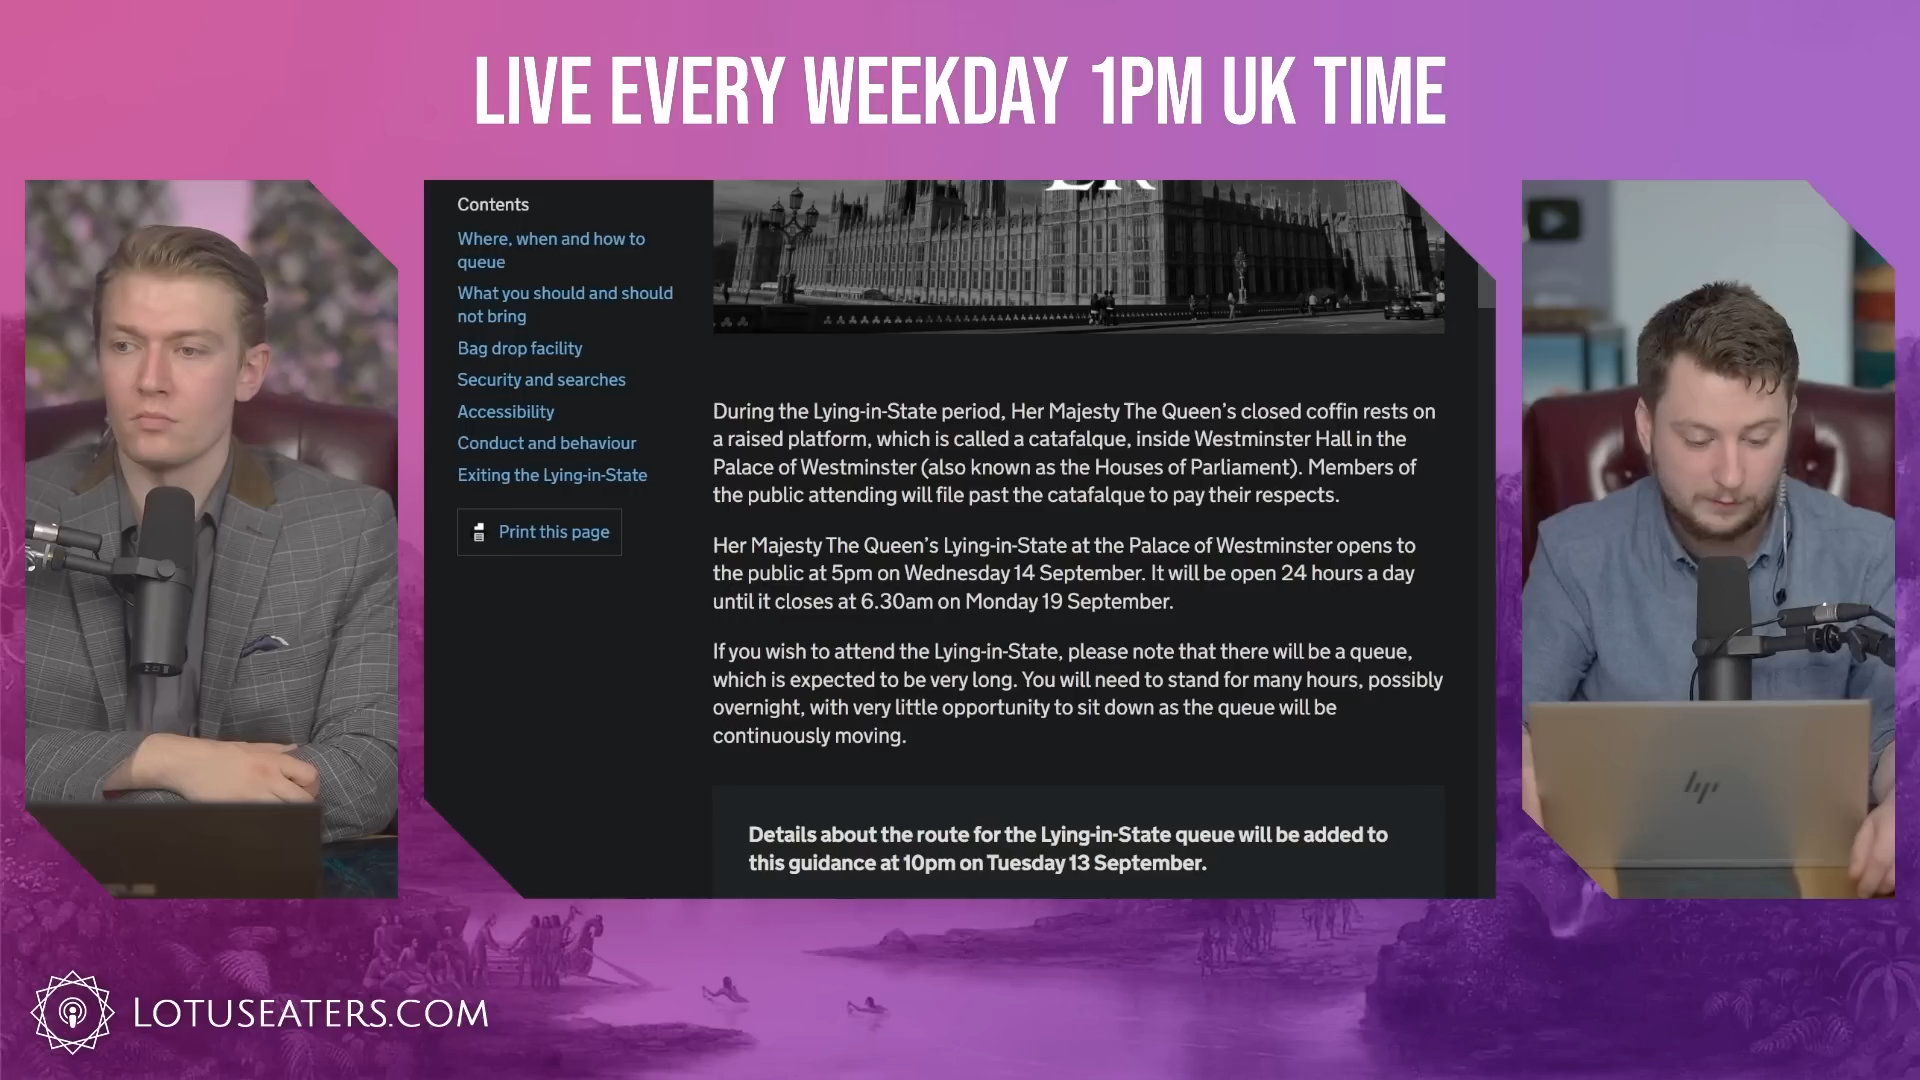 LIVE EVERY WEEKDAY 1PM UK TIME
Contents
Where, when and how to
queue
What you should and should
not bring
Bag drop facility
Security and searches
Accessibility
Conduct and behaviour
Exiting the Lying-in-State
Print this page
During the Lying-in-State period, Her Majesty The Queen’s closed coffin rests on
a raised platform, which is called a catafalque, inside Westminster Hall in the
Palace of Westminster (also known as the Houses of Parliament). Members of
the public attending will file past the catafalque to pay their respects.
Her Majesty The Queen’s Lying-in-State at the Palace of Westminster opens to
the public at 5pm on Wednesday 14 September. It will be open 24 hours a day
until it closes at 6.30am on Monday 19 September.
If you wish to attend the Lying-in-State, please note that there will be a queue,
which is expected to be very long. You will need to stand for many hours, possibly
overnight, with very little opportunity to sit down as the queue will be
continuously moving.
Details about the route for the Lying-in-State queue will be added to
this guidance at 10pm on Tuesday 13 September.
hp
LOTUSEATERS.COM